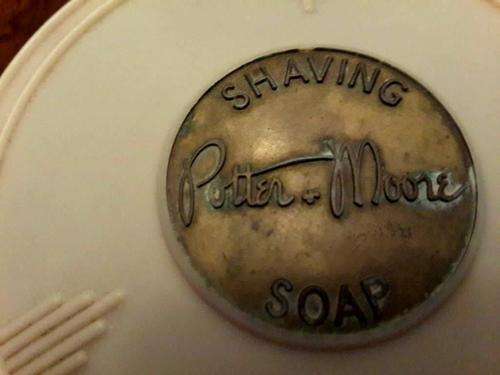 SHAVING
Potter + Moore
SOAP